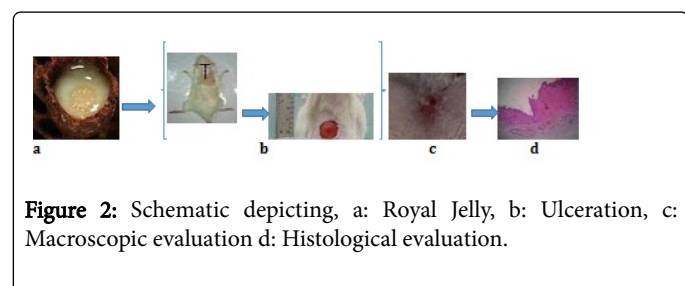 T
a b c d
Figure 2: Schematic depicting, a: Royal Jelly, b: Ulceration, c:
Macroscopic evaluation d: Histological evaluation.